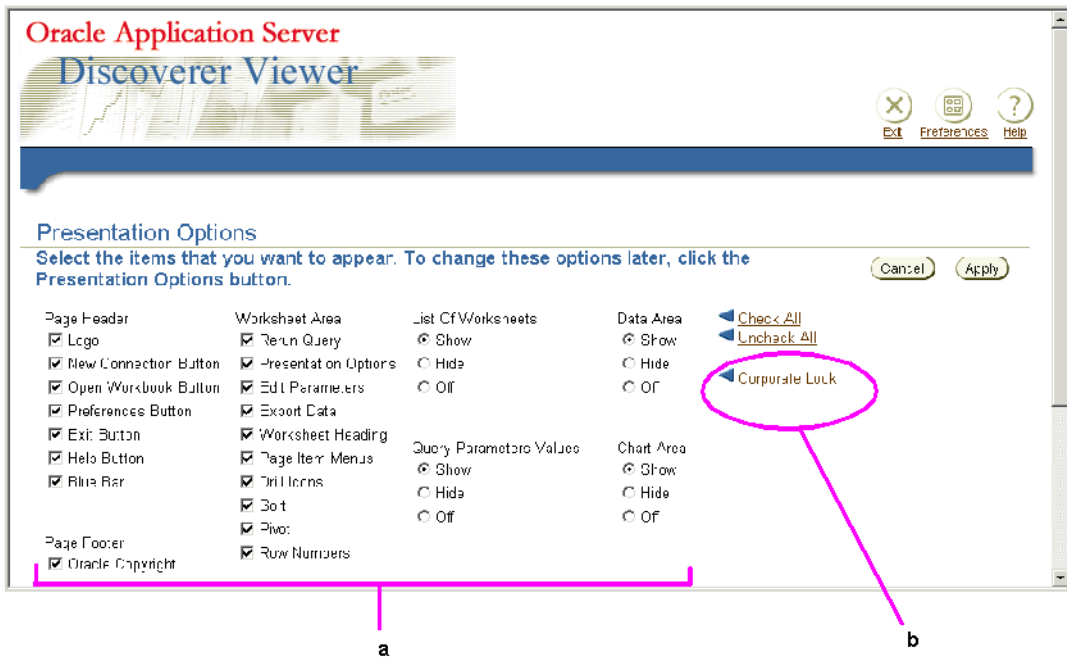 Oracle Application Server
Discoverer Viewer
Exit Preferences Help
Presentation Options
Select the items that you want to appear. To change these options later, click the
Presentation Options button.
Cancel Apply
Page Header
Logo
New Connection Button
Open Workbook Button
Preferences Button
Exit Button
Help Button
Blue Bar
Page Footer
Oracle Copyright
Worksheet Area
Rerun Query
Presentation Options
Edit Parameters
Export Data
Worksheet Heading
Page Item Menus
Drill Icons
Sort
Pivot
Row Numbers
List Of Worksheets
Show
Hide
Off
Query Parameters Values
Show
Hide
Off
Data Area
Show
Hide
Off
Chart Area
Show
Hide
Off
Check All
Uncheck All
Corporate Look
a
b